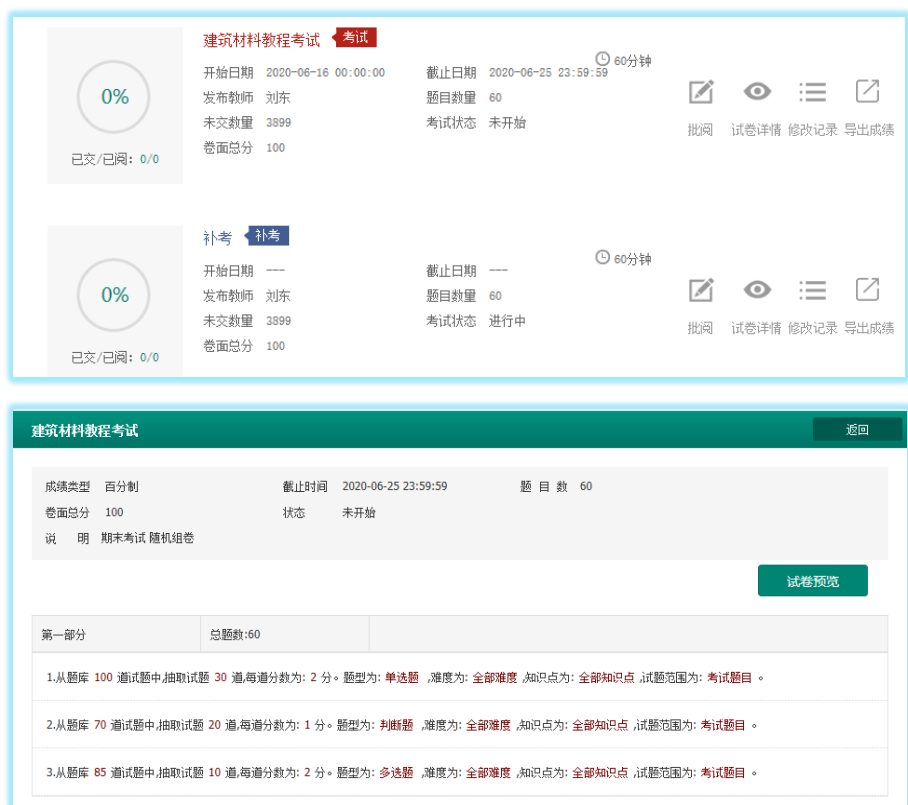 建筑材料教程考试 考试
60分钟
开始日期 2020-06-16 00:00:00 截止日期 2020-06-25 23:59:59
0% 发布教师 刘东 题目数量 60
未交数量 3899 考试状态 未开始
批阅 试卷详情 修改记录 导出成绩
卷面总分 100
已交/已阅: 0/0
补考 补考
60分钟
开始日期 --- 截止日期 ---
0% 发布教师 刘东 题目数量 60
未交数量 3899 考试状态 进行中
批阅 试卷详情 修改记录 导出成绩
卷面总分 100
已交/已阅: 0/0
建筑材料教程考试 返回
成绩类型 百分制 截止时间 2020-06-25 23:59:59 题 目 数 60
卷面总分 100 状态 未开始
说 明 期末考试 随机组卷
试卷预览
第一部分 总题数:60
1.从题库 100 道试题中,抽取试题 30 道,每道分数为: 2 分。题型为: 单选题 ,难度为: 全部难度 ,知识点为: 全部知识点 ,试题范围为: 考试题目 。
2.从题库 70 道试题中,抽取试题 20 道,每道分数为: 1 分。题型为: 判断题 ,难度为: 全部难度 ,知识点为: 全部知识点 ,试题范围为: 考试题目 。
3.从题库 85 道试题中,抽取试题 10 道,每道分数为: 2 分。题型为: 多选题 ,难度为: 全部难度 ,知识点为: 全部知识点 ,试题范围为: 考试题目 。